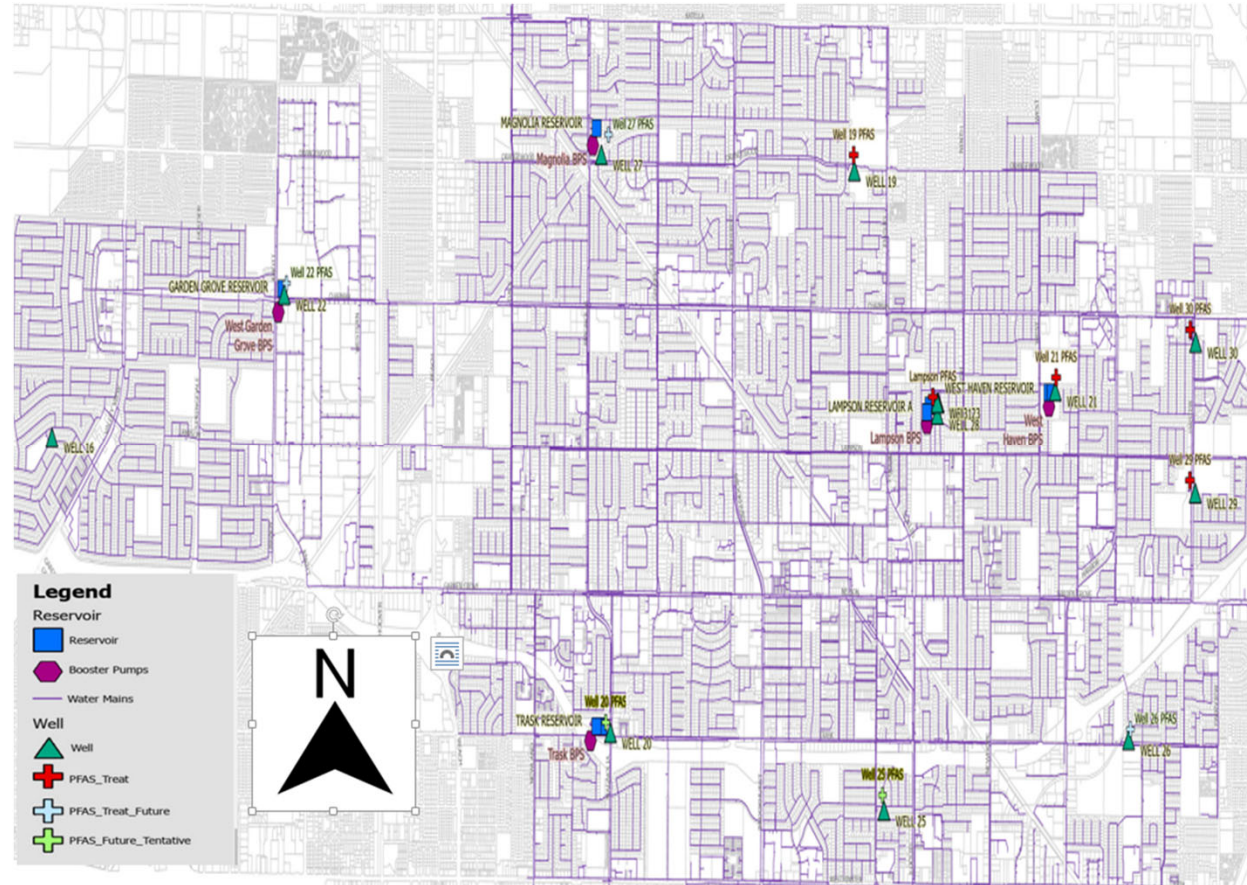 KATELLA
MAGNOLIA RESERVOIR
Well 27 PFAS
Magnolia BPS
WELL 27
Well 19 PFAS
WELL 19
Well 22 PFAS
GARDEN GROVE RESERVOIR
WELL 22
West Garden
Grove BPS
Well 30 PFAS
WELL 30
Well 21 PFAS
Lampson PFAS
WEST HAVEN RESERVOIR
WELL 21
LAMPSON RESERVOIR A
WELL 28
Lampson BPS
West
Haven BPS
WELL 16
Well 29 PFAS
WELL 29
Legend
Reservoir
Reservoir
Booster Pumps
Water Mains
Well
Well
PFAS_Treat
PFAS_Treat_Future
PFAS_Future_Tentative
N
Well 20 PFAS
TRASK RESERVOIR
WELL 20
Trask BPS
Well 26 PFAS
WELL 26
Well 25 PFAS
WELL 25